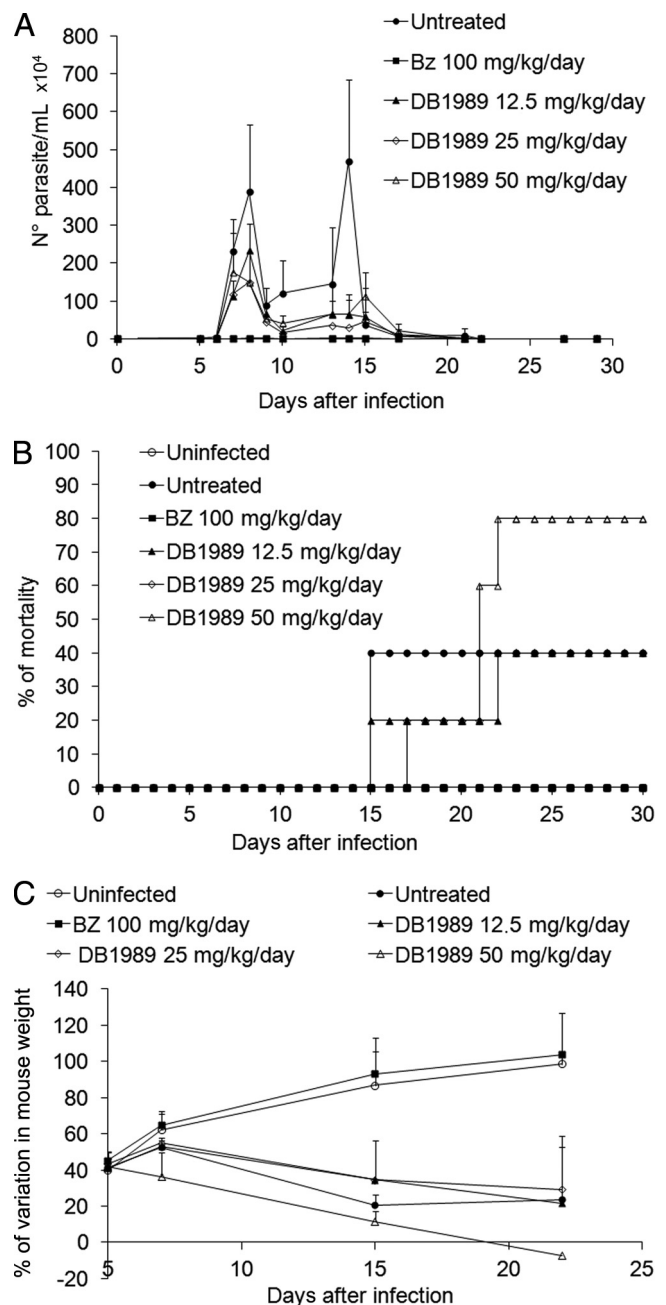 A
N° parasite/mL x10⁴
800
700
600
500
400
300
200
100
0
Untreated
Bz 100 mg/kg/day
DB1989 12.5 mg/kg/day
DB1989 25 mg/kg/day
DB1989 50 mg/kg/day
0 5 10 15 20 25 30
Days after infection
B
% of mortality
100
90
80
70
60
50
40
30
20
10
0
Uninfected
Untreated
BZ 100 mg/kg/day
DB1989 12.5 mg/kg/day
DB1989 25 mg/kg/day
DB1989 50 mg/kg/day
0 5 10 15 20 25 30
Days after infection
C
Uninfected Untreated
BZ 100 mg/kg/day DB1989 12.5 mg/kg/day
DB1989 25 mg/kg/day DB1989 50 mg/kg/day
% of variation in mouse weight
140
120
100
80
60
40
20
0
-20
5 10 15 20 25
Days after infection